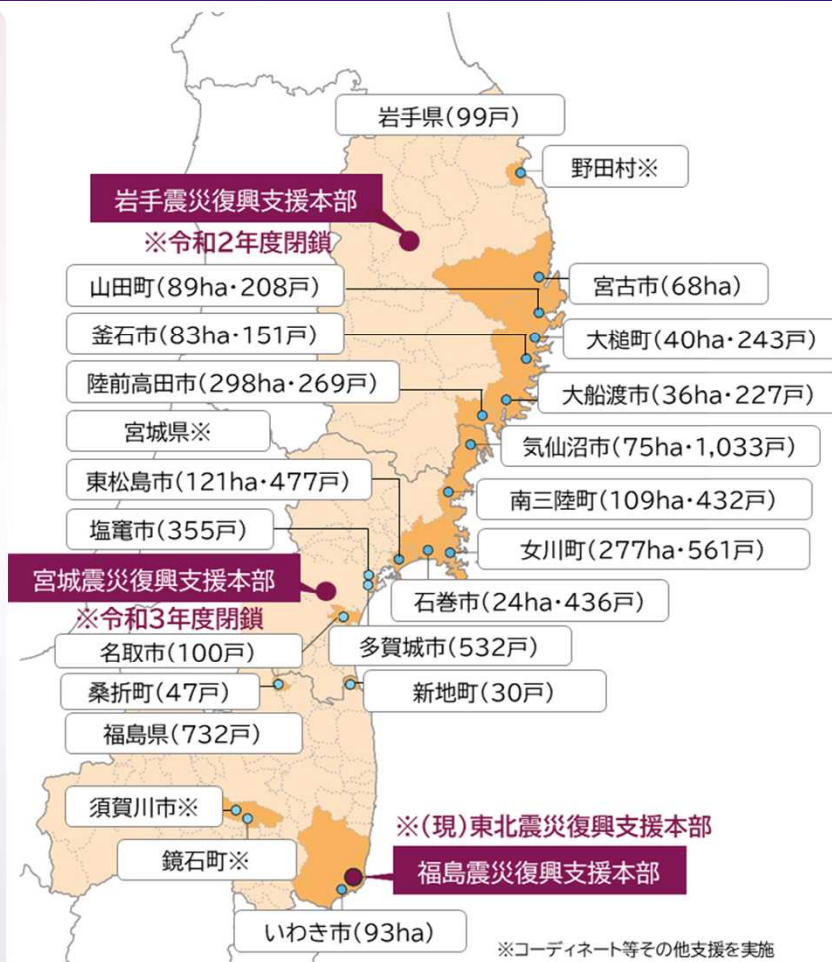 岩手県(99戸)
野田村※
岩手震災復興支援本部
※令和2年度閉鎖
山田町(89ha・208戸)
宮古市(68ha)
釜石市(83ha・151戸)
大槌町(40ha・243戸)
陸前高田市(298ha・269戸)
大船渡市(36ha・227戸)
宮城県※
気仙沼市(75ha・1,033戸)
東松島市(121ha・477戸)
南三陸町(109ha・432戸)
塩竈市(355戸)
女川町(277ha・561戸)
宮城震災復興支援本部
石巻市(24ha・436戸)
※令和3年度閉鎖
名取市(100戸)
多賀城市(532戸)
桑折町(47戸)
新地町(30戸)
福島県(732戸)
須賀川市※
※(現)東北震災復興支援本部
鏡石町※
福島震災復興支援本部
いわき市(93ha)
※コーディネート等その他支援を実施